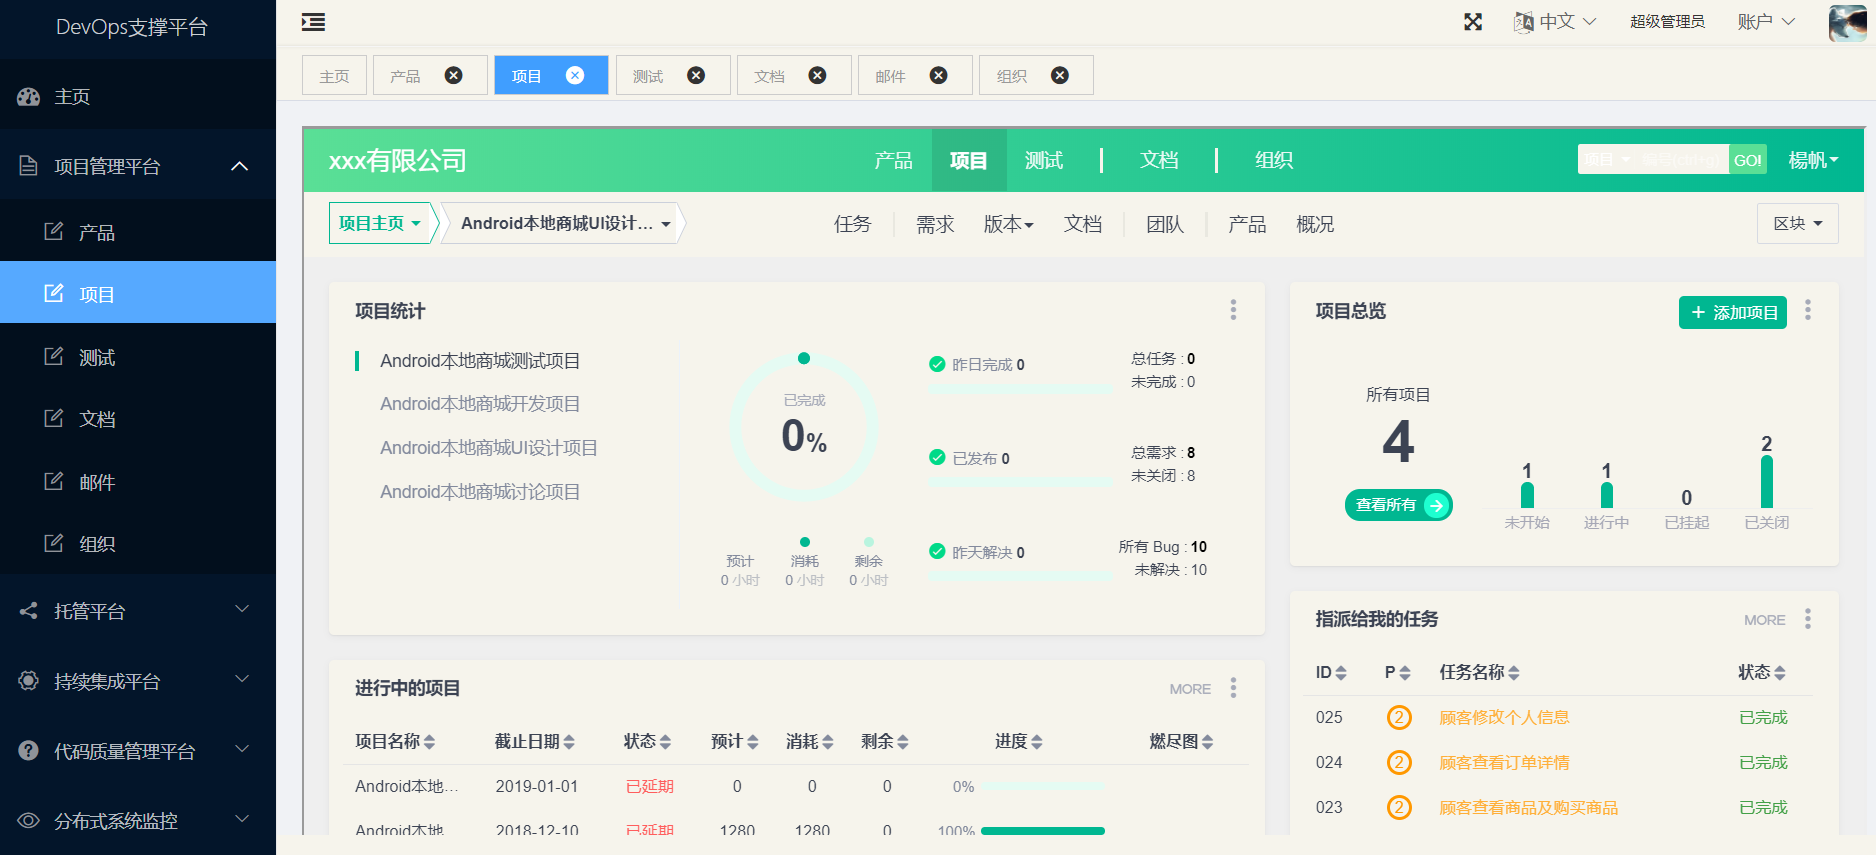 DevOps支撑平台
主页
项目管理平台
产品
项目
测试
文档
邮件
组织
托管平台
持续集成平台
代码质量管理平台
分布式系统监控
中文
超级管理员
账户
主页 产品 项目 测试 文档 邮件 组织
xxx有限公司
产品 项目 测试 文档 组织
项目
GO!
楊帆
项目主页
Android本地商城UI设计...
任务 需求 版本 文档 团队 产品 概况
区块
项目统计
Android本地商城测试项目
Android本地商城开发项目
Android本地商城UI设计项目
Android本地商城讨论项目
已完成
0%
预计 消耗 剩余
0 小时 0 小时 0 小时
昨日完成 0
总任务 : 0
未完成 : 0
已发布 0
总需求 : 8
未关闭 : 8
昨天解决 0
所有 Bug : 10
未解决 : 10
项目总览
+ 添加项目
所有项目
4
查看所有
1 1 0 2
未开始 进行中 已挂起 已关闭
进行中的项目
MORE
项目名称 截止日期 状态 预计 消耗 剩余 进度 燃尽图
Android本地… 2019-01-01 已延期 0 0 0 0%
Android本地 2018-12-10 已延期 1280 1280 0 100%
指派给我的任务
MORE
ID P 任务名称 状态
025 2 顾客修改个人信息 已完成
024 2 顾客查看订单详情 已完成
023 2 顾客查看商品及购买商品 已完成